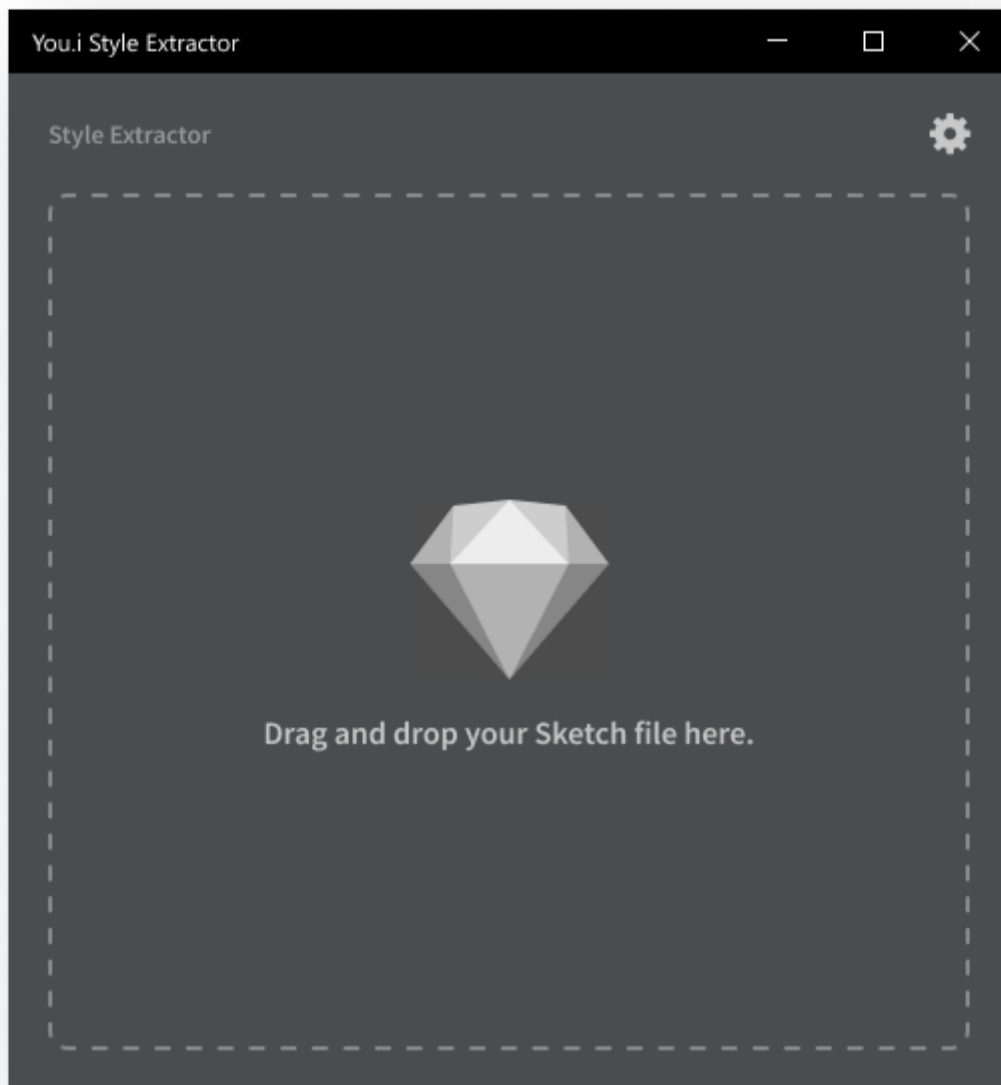 You.i Style Extractor
Style Extractor
Drag and drop your Sketch file here.